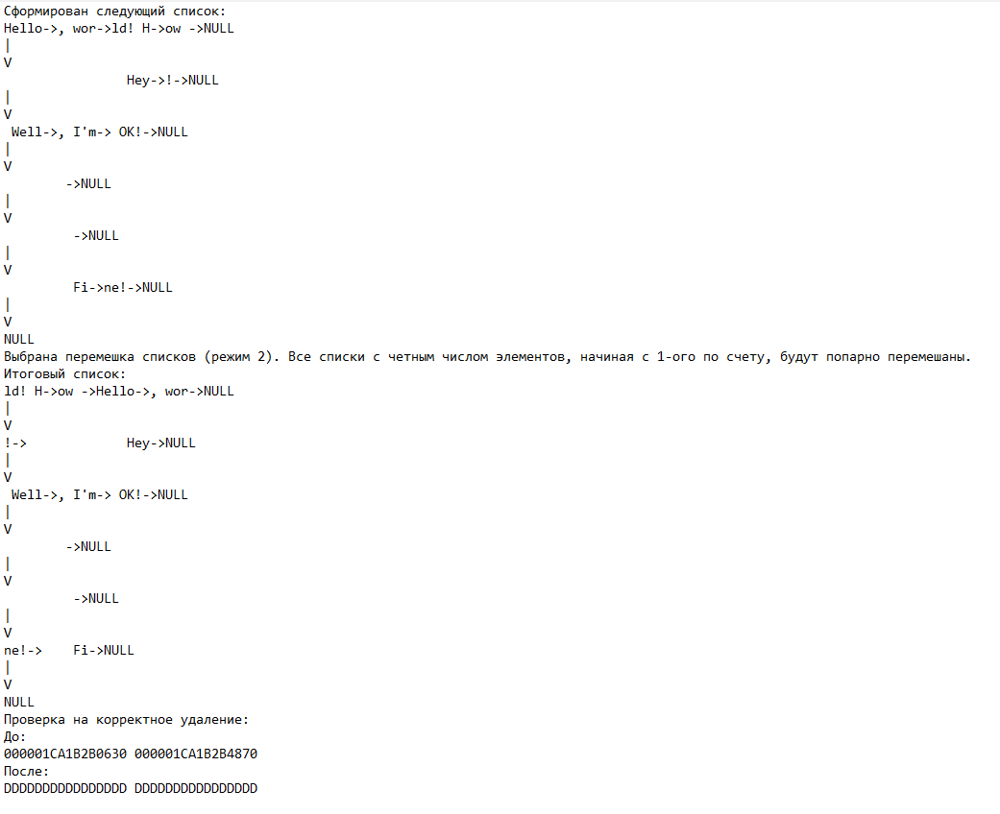 Сформирован следующий список:
Hello->, wor->ld! H->ow ->NULL
|
V
                Hey->!->NULL
|
V
 Well->, I'm-> OK!->NULL
|
V
        ->NULL
|
V
         ->NULL
|
V
         Fi->ne!->NULL
|
V
NULL
Выбрана перемешка списков (режим 2). Все списки с четным числом элементов, начиная с 1-ого по счету, будут попарно перемешаны.
Итоговый список:
ld! H->ow ->Hello->, wor->NULL
|
V
!->             Hey->NULL
|
V
 Well->, I'm-> OK!->NULL
|
V
        ->NULL
|
V
         ->NULL
|
V
ne!->    Fi->NULL
|
V
NULL
Проверка на корректное удаление:
До:
000001CA1B2B0630 000001CA1B2B4870
После:
DDDDDDDDDDDDDDDD DDDDDDDDDDDDDDDD